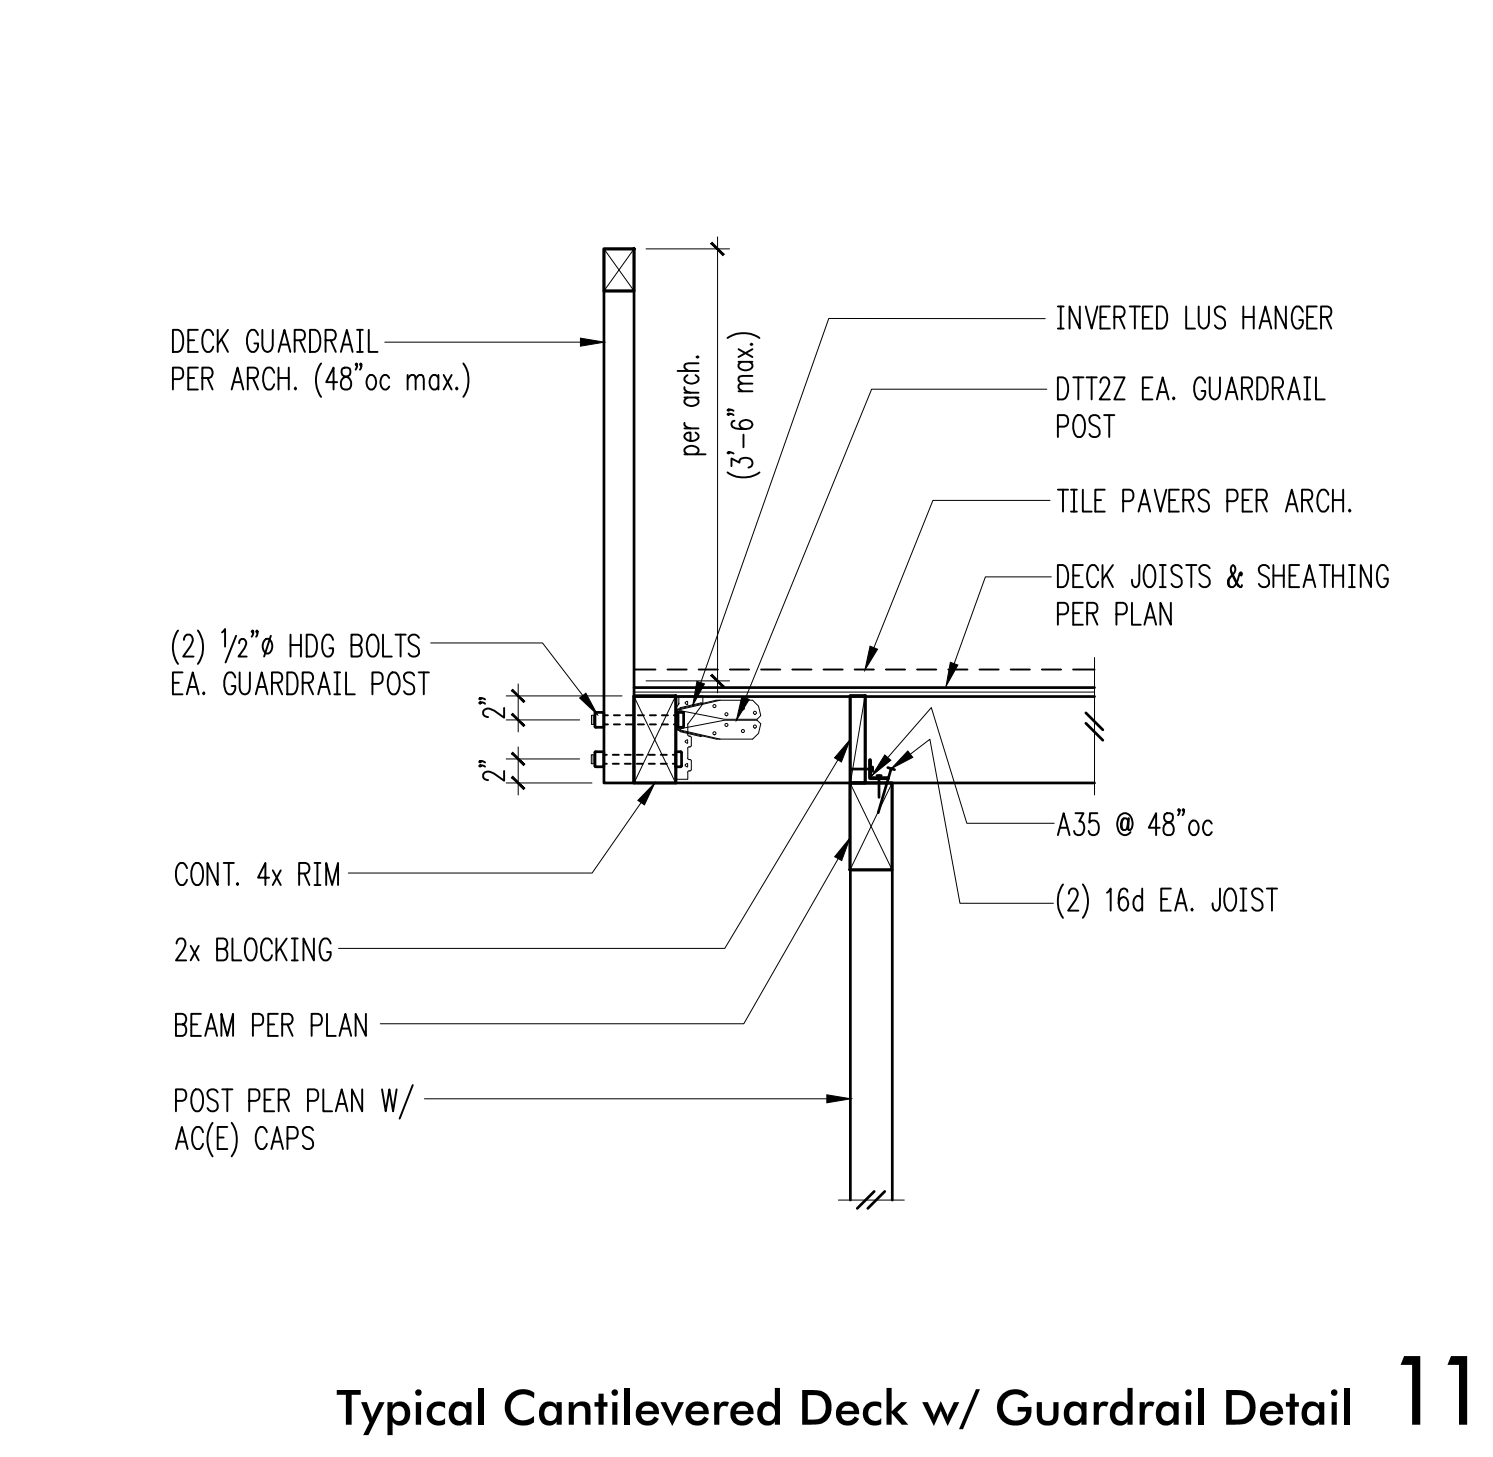 DECK GUARDRAIL
PER ARCH. (48"oc max.)
per arch.
(3'-6" max.)
INVERTED LUS HANGER
DTT2Z EA. GUARDRAIL
POST
TILE PAVERS PER ARCH.
DECK JOISTS & SHEATHING
PER PLAN
(2) 1/2"ø HDG BOLTS
EA. GUARDRAIL POST
2"
2"
A35 @ 48"oc
(2) 16d EA. JOIST
CONT. 4x RIM
2x BLOCKING
BEAM PER PLAN
POST PER PLAN W/
AC(E) CAPS
Typical Cantilevered Deck w/ Guardrail Detail 11